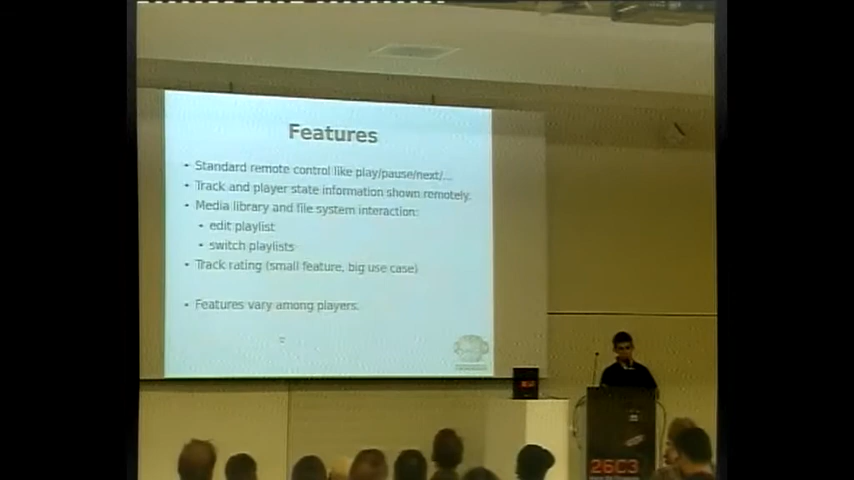 Features
• Standard remote control like play/pause/next/...
• Track and player state information shown remotely.
• Media library and file system interaction:
• edit playlist
• switch playlists
• Track rating (small feature, big use case)
• Features vary among players.
26C3